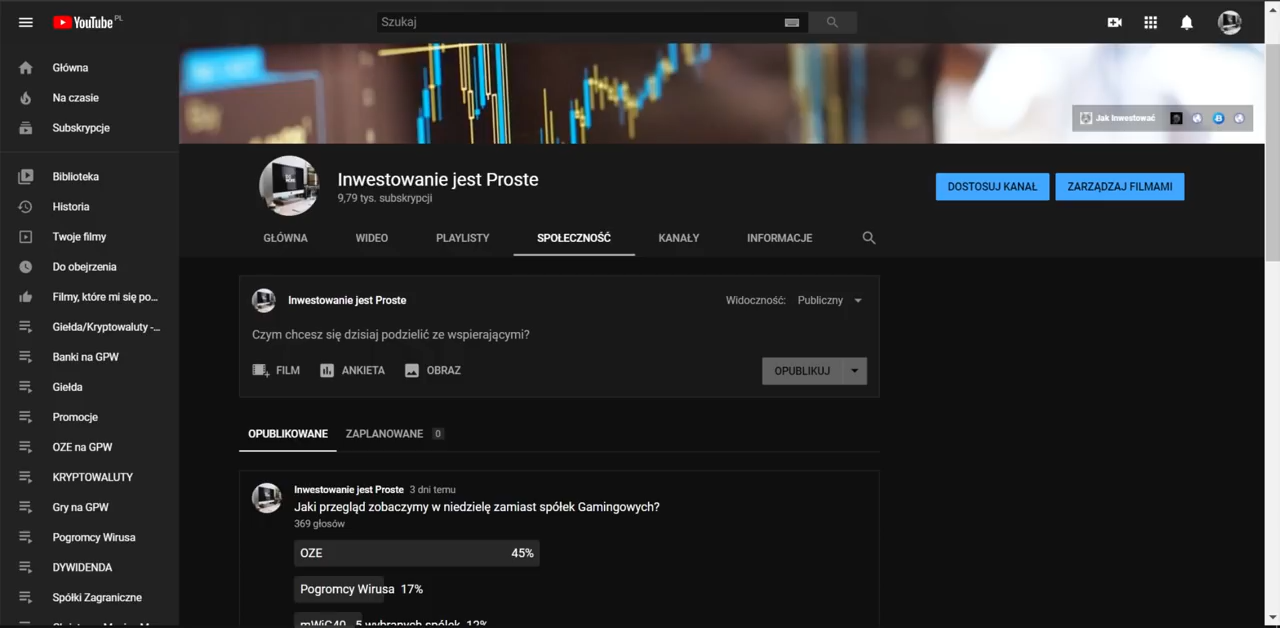 YouTube PL
Szukaj
Główna
Na czasie
Subskrypcje
Biblioteka
Historia
Twoje filmy
Do obejrzenia
Filmy, które mi się po...
Giełda/Kryptowaluty -...
Banki na GPW
Giełda
Promocje
OZE na GPW
KRYPTOWALUTY
Gry na GPW
Pogromcy Wirusa
DYWIDENDA
Spółki Zagraniczne
Jak Inwestować
Inwestowanie jest Proste
9,79 tys. subskrypcji
DOSTOSUJ KANAŁ
ZARZĄDZAJ FILMAMI
GŁÓWNA
WIDEO
PLAYLISTY
SPOŁECZNOŚĆ
KANAŁY
INFORMACJE
Inwestowanie jest Proste
Widoczność: Publiczny
Czym chcesz się dzisiaj podzielić ze wspierającymi?
FILM
ANKIETA
OBRAZ
OPUBLIKUJ
OPUBLIKOWANE
ZAPLANOWANE 0
Inwestowanie jest Proste 3 dni temu
Jaki przegląd zobaczymy w niedzielę zamiast spółek Gamingowych?
369 głosów
OZE 45%
Pogromcy Wirusa 17%
mWiG40 - 5 wybranych spółek 12%